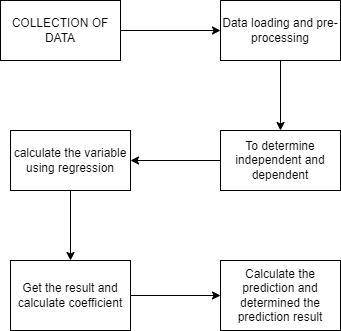 COLLECTION OF
DATA
Data loading and pre-
processing
To determine
independent and
dependent
calculate the variable
using regression
Get the result and
calculate coefficient
Calculate the
prediction and
determined the
prediction result